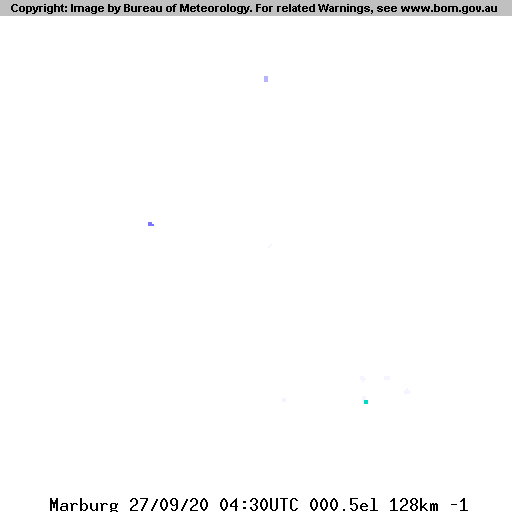 Copyright: Image by Bureau of Meteorology. For related Warnings, see www.bom.gov.au
Marburg 27/09/20 04:30UTC 000.5el 128km -1